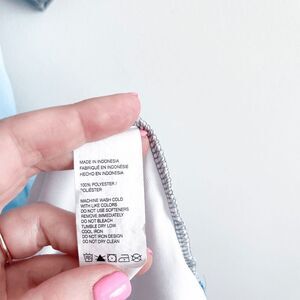 MADE IN INDONESIA
FABRIQUÉ EN INDONÉSIE
HECHO EN INDONESIA
100% POLYESTER /
POLIÉSTER
MACHINE WASH COLD
WITH LIKE COLORS
DO NOT USE SOFTENERS
REMOVE IMMEDIATELY
DO NOT BLEACH
TUMBLE DRY LOW
COOL IRON
DO NOT IRON DESIGN
DO NOT DRY CLEAN